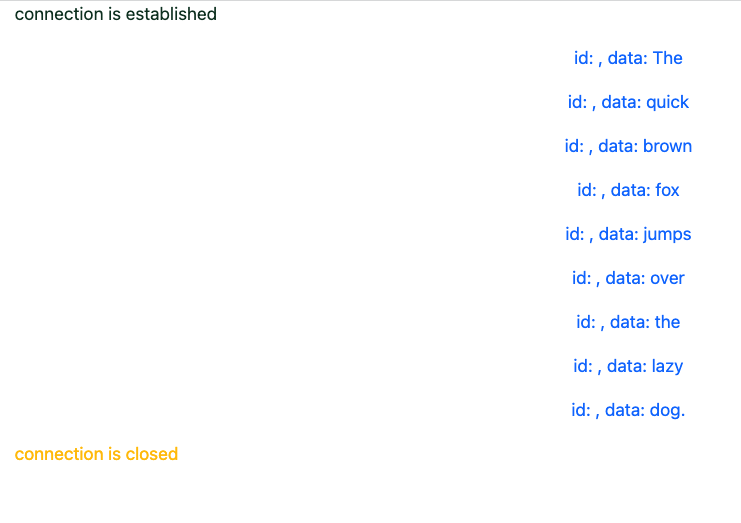 connection is established
id: , data: The
id: , data: quick
id: , data: brown
id: , data: fox
id: , data: jumps
id: , data: over
id: , data: the
id: , data: lazy
id: , data: dog.
connection is closed